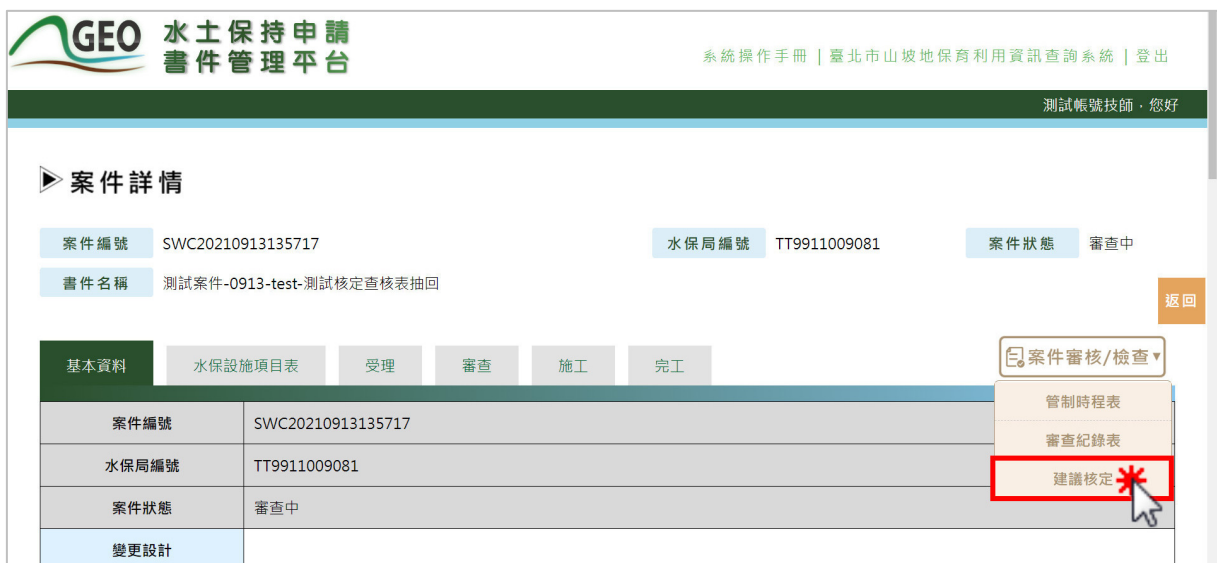 GEO 水土保持申請
書件管理平台
系統操作手冊 | 臺北市山坡地保育利用資訊查詢系統 | 登出
測試帳號技師，您好
案件詳情
案件編號 SWC20210913135717 水保局編號 TT9911009081 案件狀態 審查中
書件名稱 測試案件-0913-test-測試核定查核表抽回
返回
基本資料 水保設施項目表 受理 審查 施工 完工 案件審核/檢查▼
管制時程表
案件編號 SWC20210913135717
審查紀錄表
水保局編號 TT9911009081
建議核定
案件狀態 審查中
變更設計